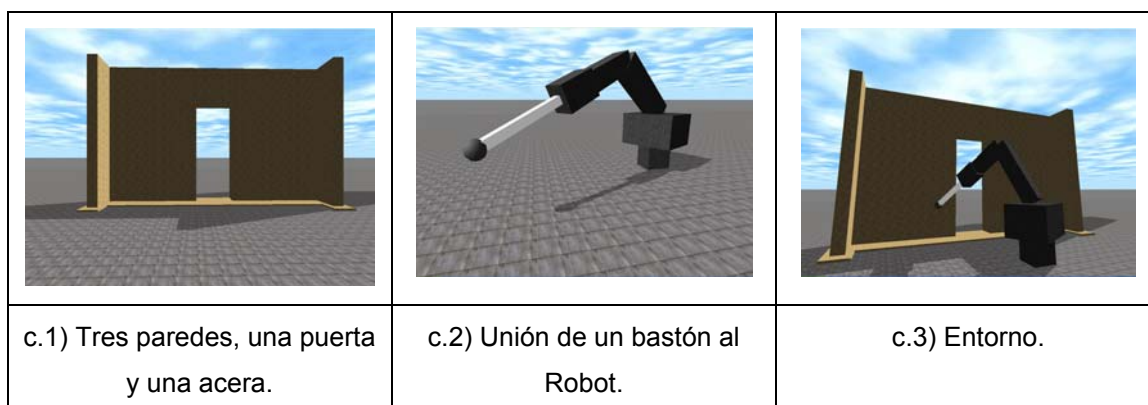 c.1) Tres paredes, una puerta
y una acera.
c.2) Unión de un bastón al
Robot.
c.3) Entorno.